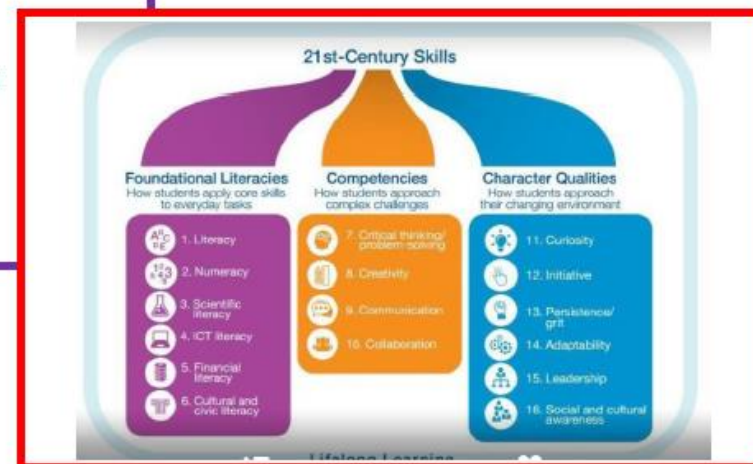 21st-Century Skills
Foundational Literacies
How students apply core skills
to everyday tasks
1. Literacy
2. Numeracy
3. Scientific
literacy
4. ICT literacy
5. Financial
literacy
6. Cultural and
civic literacy
Competencies
How students approach
complex challenges
7. Critical thinking/
problem-solving
8. Creativity
9. Communication
10. Collaboration
Character Qualities
How students approach
their changing environment
11. Curiosity
12. Initiative
13. Persistence/
grit
14. Adaptability
15. Leadership
16. Social and cultural
awareness
Lifelong Learning